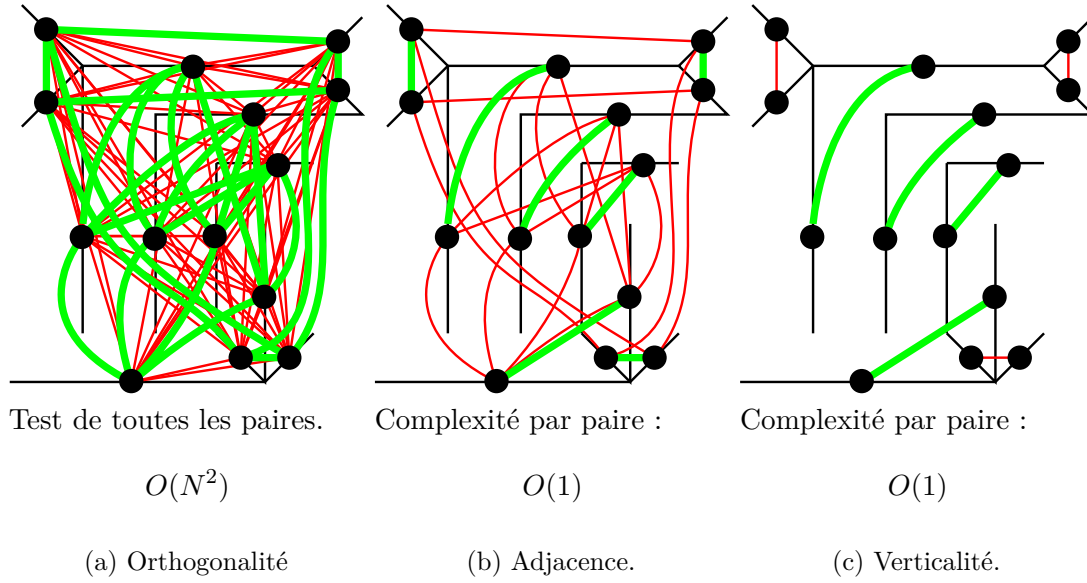 Test de toutes les paires.
O(N²)
(a) Orthogonalité
Complexité par paire :
O(1)
(b) Adjacence.
Complexité par paire :
O(1)
(c) Verticalité.